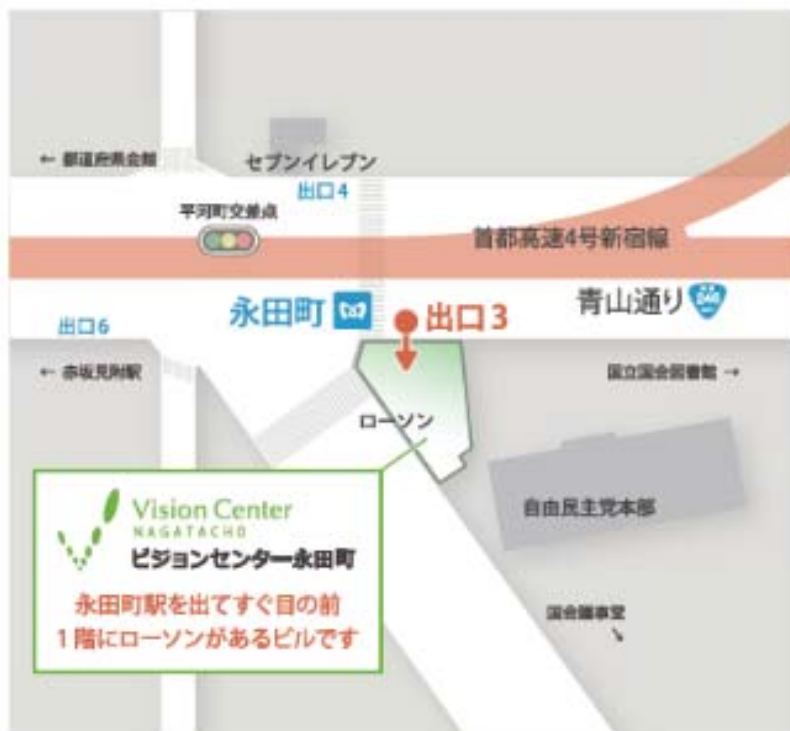 ← 都道府県会館
セブンイレブン
出口4
平河町交差点
首都高速4号新宿線
永田町
出口3
青山通り
246
出口6
← 赤坂見附駅
国立国会図書館 →
ローソン
自由民主党本部
Vision Center
NAGATACHO
ビジョンセンター永田町
永田町駅を出てすぐ目の前
1階にローソンがあるビルです
国会議事堂
↘